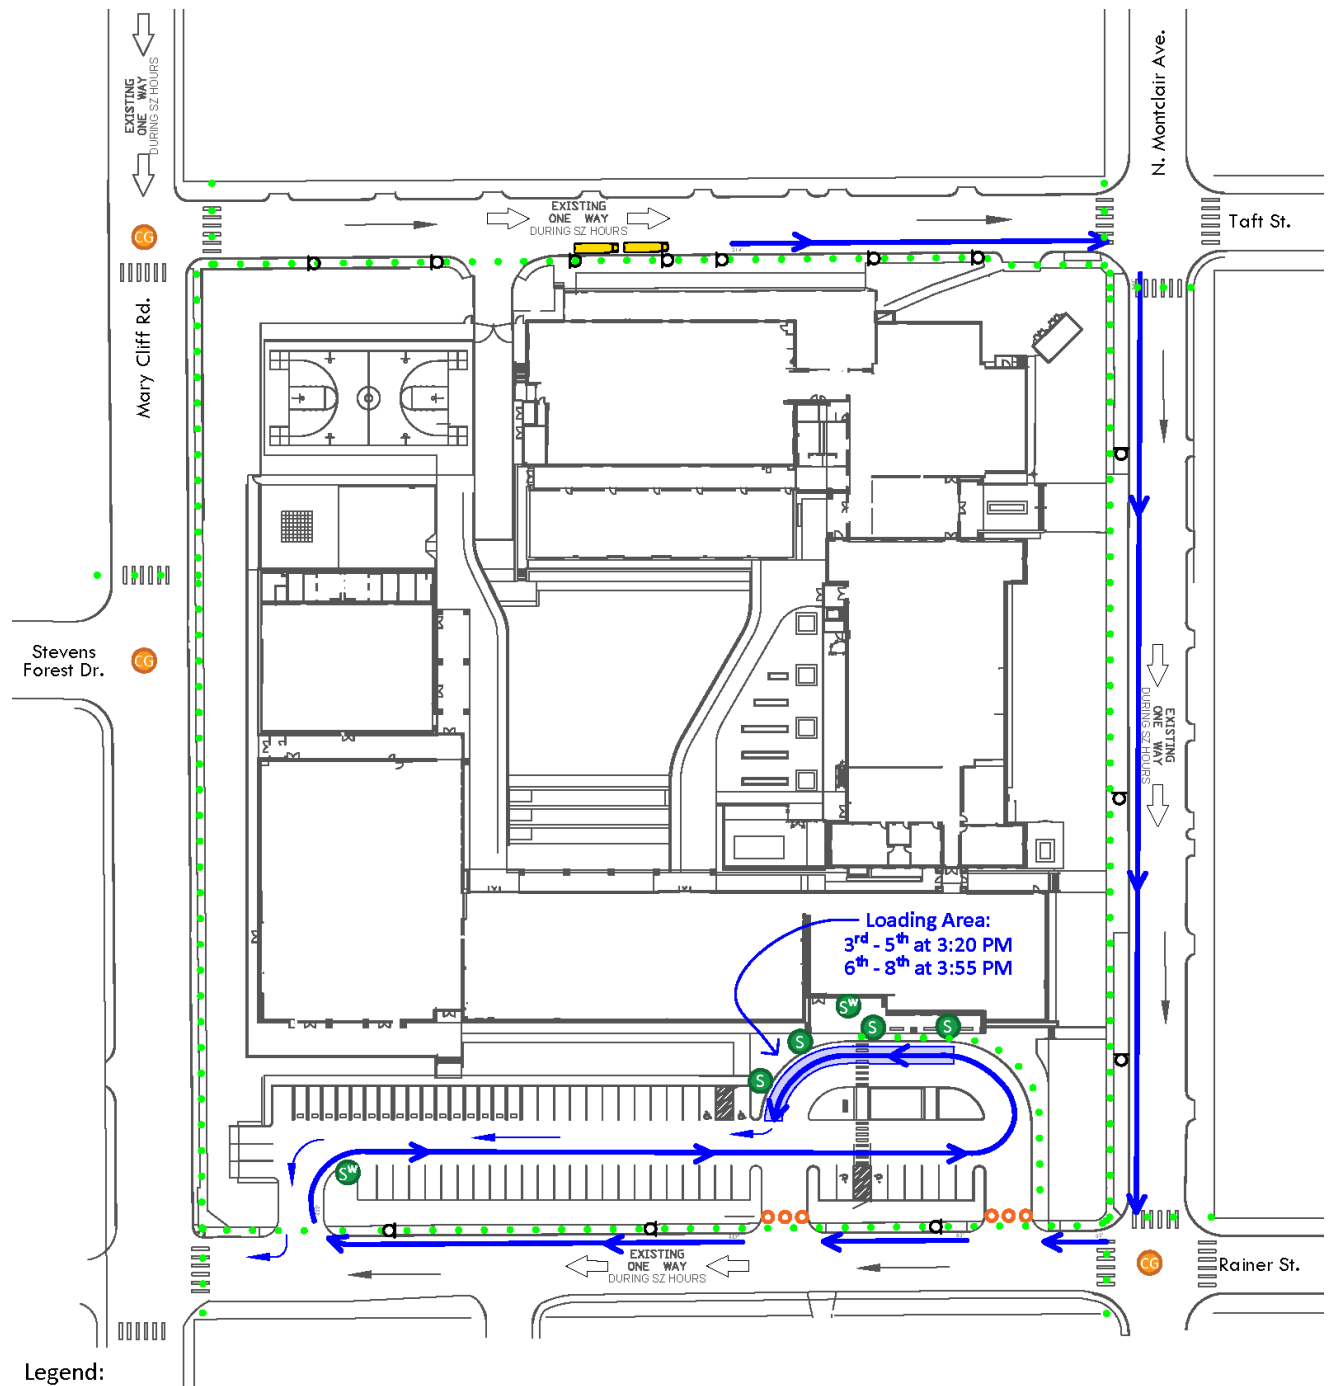 EXISTING
ONE WAY
DURING SZ HOURS
N. Montclair Ave.
EXISTING
ONE WAY
DURING SZ HOURS
Taft St.
CG
Mary Cliff Rd.
Stevens
Forest Dr.
CG
EXISTING
ONE WAY
DURING SZ HOURS
Loading Area:
3rd - 5th at 3:20 PM
6th - 8th at 3:55 PM
SW
S
S
S
S
SW
EXISTING
ONE WAY
DURING SZ HOURS
CG
Rainer St.
Legend: